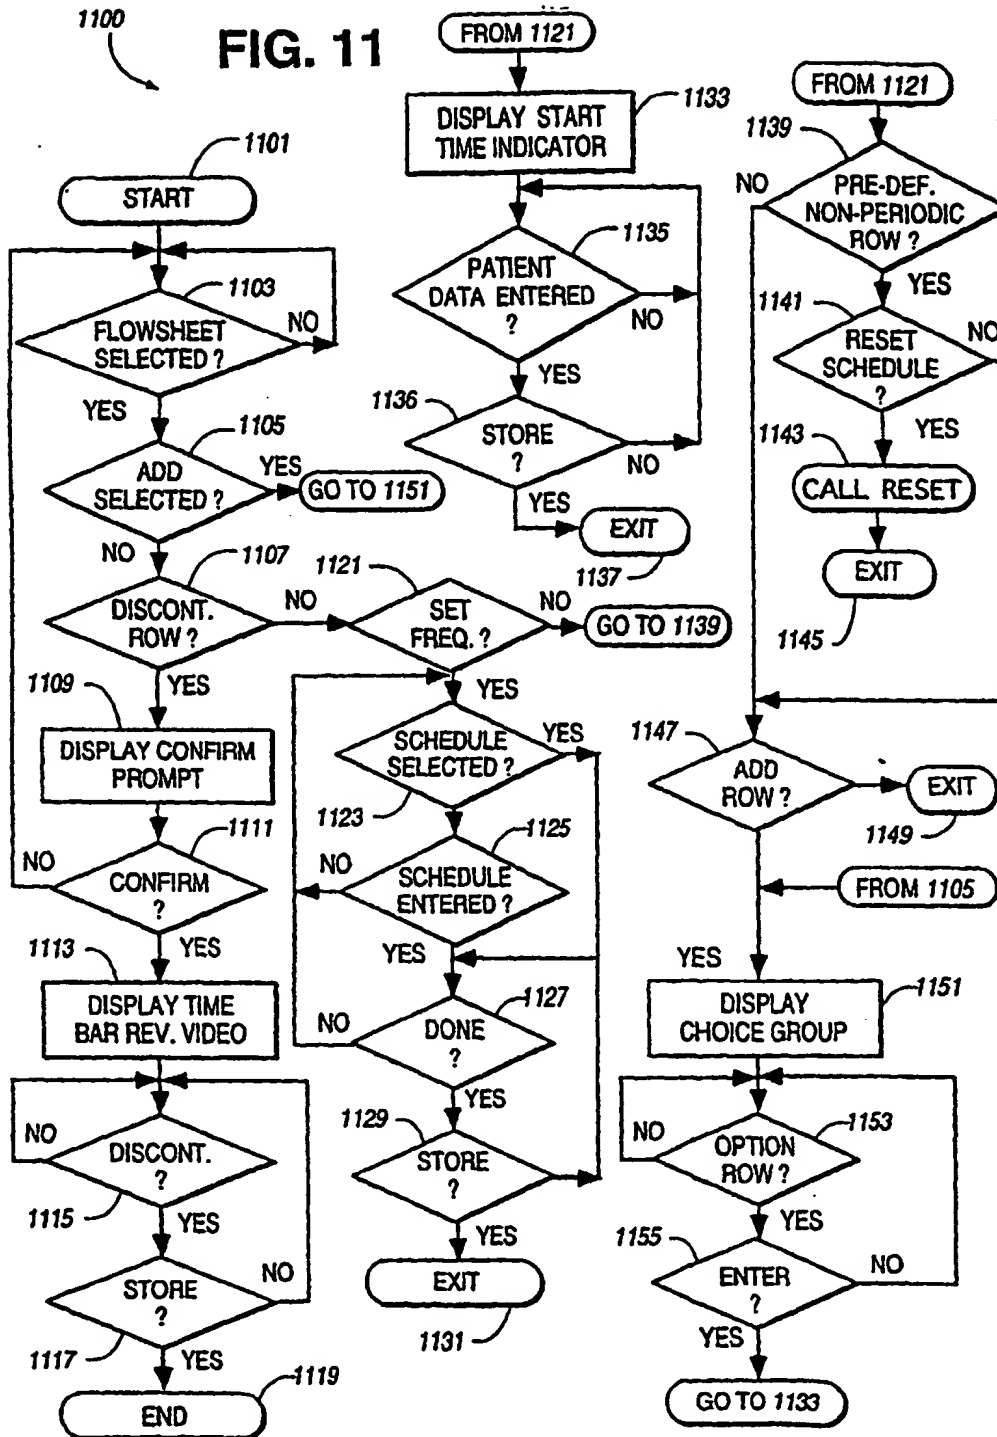 1100
FIG. 11
1101
START
1103
FLOWSHEET
SELECTED ?
NO
YES
1105
ADD
SELECTED ?
YES
GO TO 1151
NO
1107
DISCONT.
ROW ?
NO
YES
1109
DISPLAY CONFIRM
PROMPT
1111
NO
CONFIRM
?
YES
1113
DISPLAY TIME
BAR REV. VIDEO
NO
DISCONT.
?
1115
YES
STORE
?
NO
1117
YES
1119
END
FROM 1121
1133
DISPLAY START
TIME INDICATOR
1135
PATIENT
DATA ENTERED
?
NO
YES
1136
STORE
?
NO
YES
EXIT
1137
1121
SET
FREQ. ?
NO
GO TO 1139
YES
SCHEDULE
SELECTED ?
YES
1123
1125
NO
SCHEDULE
ENTERED ?
YES
1127
NO
DONE
?
YES
1129
STORE
?
YES
EXIT
1131
FROM 1121
1139
NO
PRE-DEF.
NON-PERIODIC
ROW ?
YES
1141
RESET
SCHEDULE
?
NO
YES
1143
CALL RESET
EXIT
1145
1147
ADD
ROW ?
EXIT
1149
FROM 1105
YES
1151
DISPLAY
CHOICE GROUP
1153
NO
OPTION
ROW ?
YES
1155
ENTER
?
NO
YES
GO TO 1133